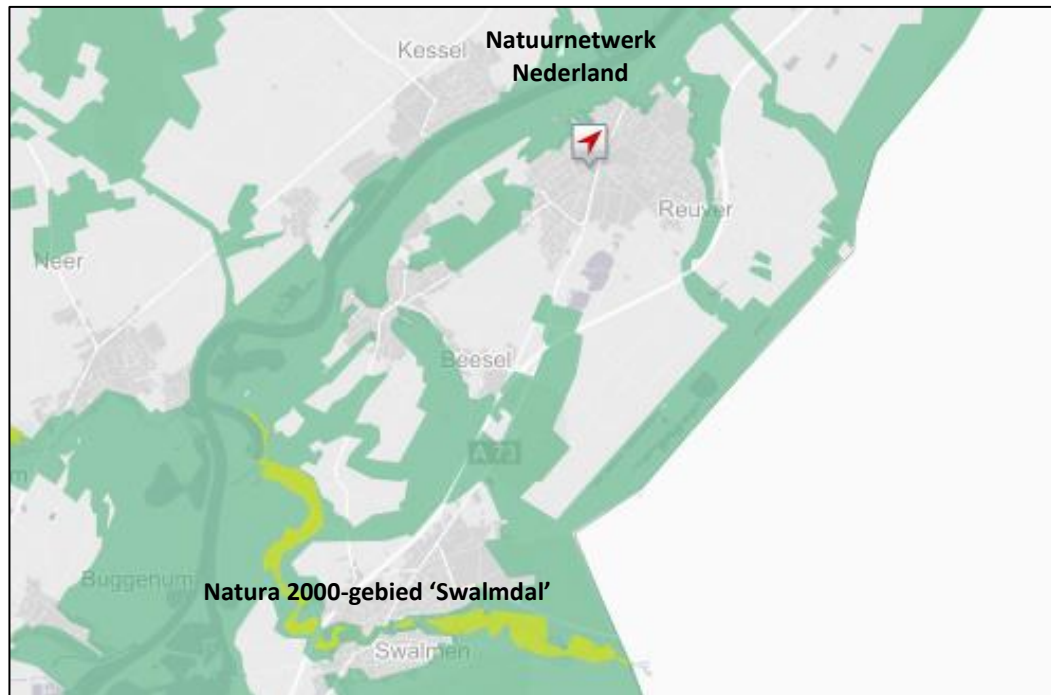 Natuurnetwerk
Nederland
Kessel
Reuver
Neer
Beesel
A 73
Buggenum
Natura 2000-gebied ‘Swalmdal’
Swalmen